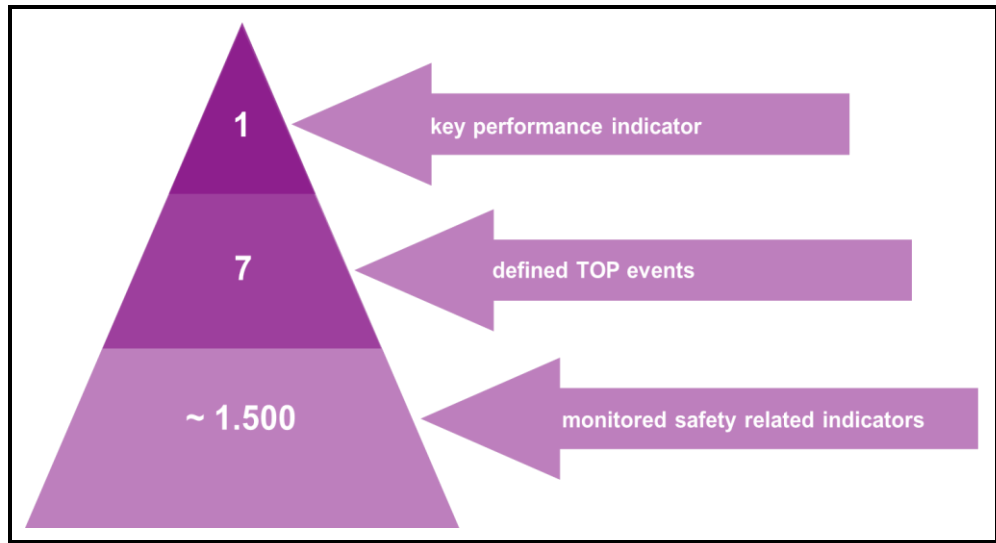 1
key performance indicator
7
defined TOP events
~ 1.500
monitored safety related indicators